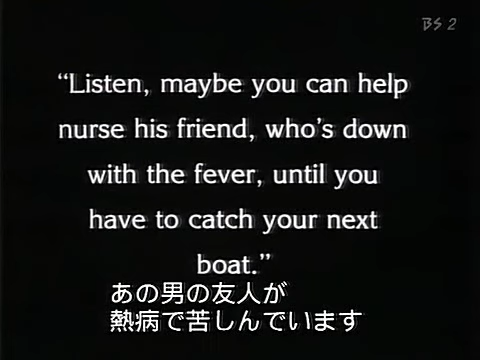 BS 2
“Listen, maybe you can help
nurse his friend, who's down
with the fever, until you
have to catch your next
boat.”
あの男の友人が
熱病で苦しんでいます